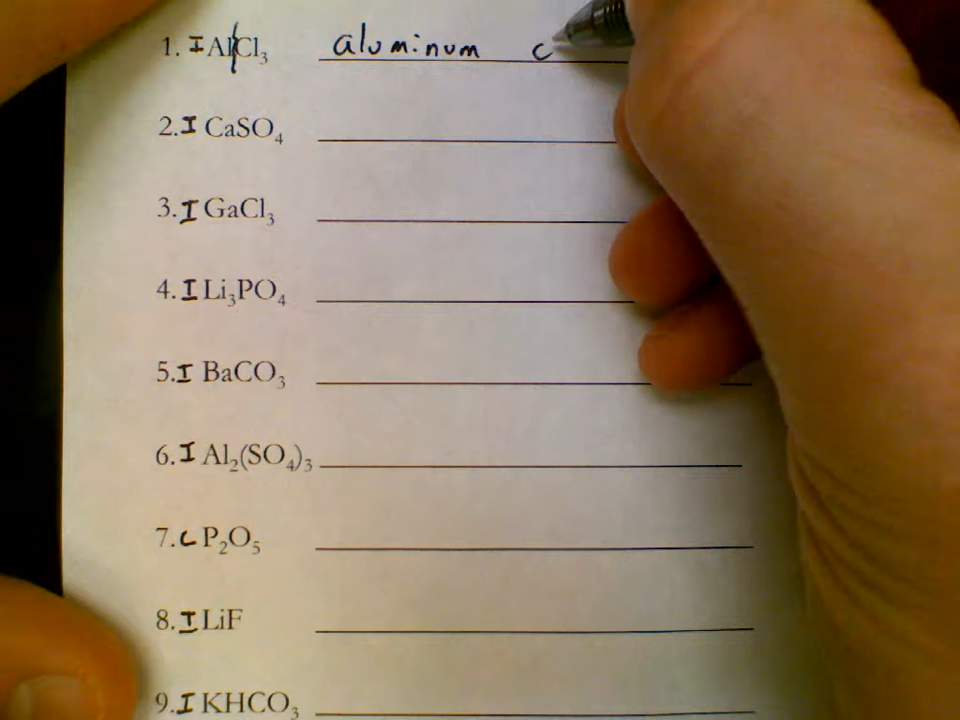 1. I AlCl₃ aluminum c
2. I CaSO₄
3. I GaCl₃
4. I Li₃PO₄
5. I BaCO₃
6. I Al₂(SO₄)₃
7. C P₂O₅
8. I LiF
9. I KHCO₃